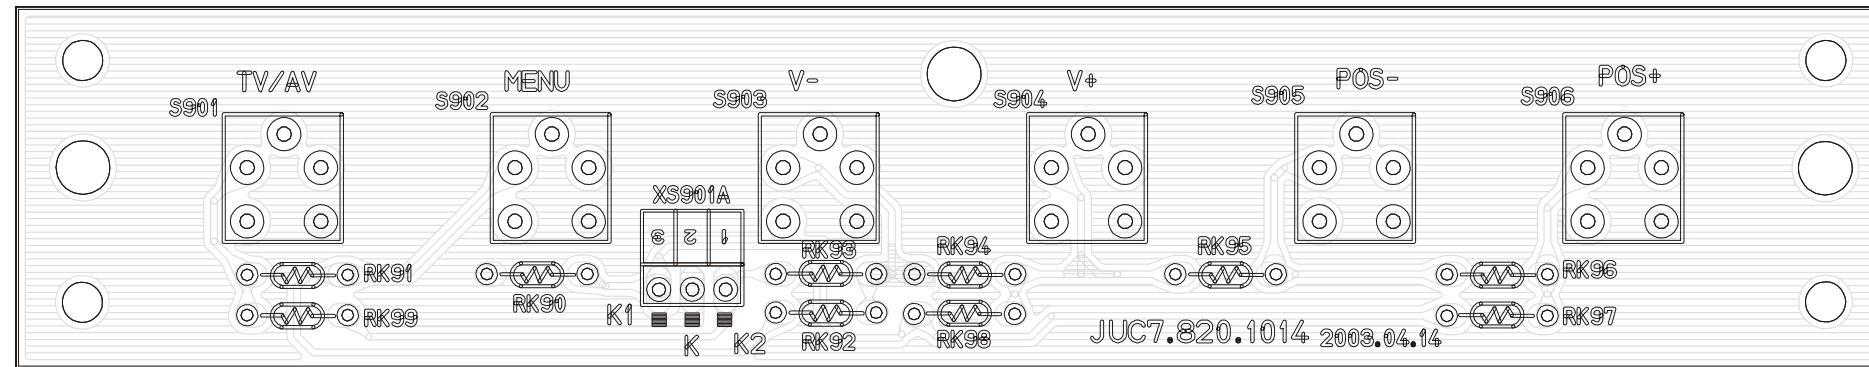 TV/AV
MENU
V-
V+
POS-
POS+
S901
S902
S903
S904
S905
S906
XS901A
3 2 1
RK91
RK99
RK90
RK93
RK92
RK94
RK98
RK95
RK96
RK97
K1
K
K2
JUC7.820.1014
2003.04.14